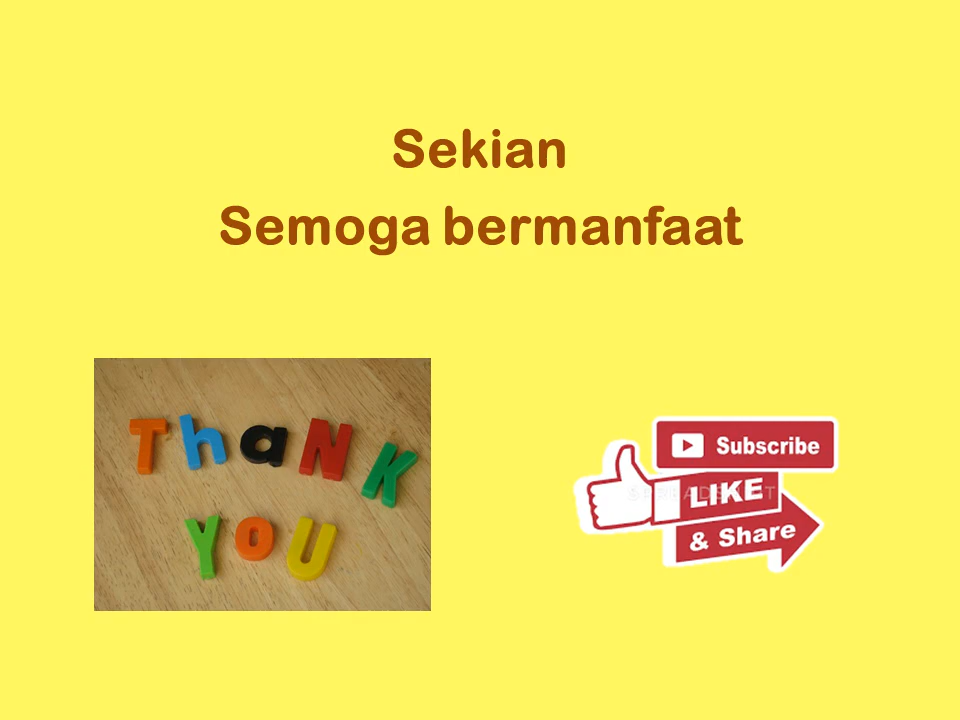 Sekian
Semoga bermanfaat
ThaNK
You
Subscribe
LIKE
& Share